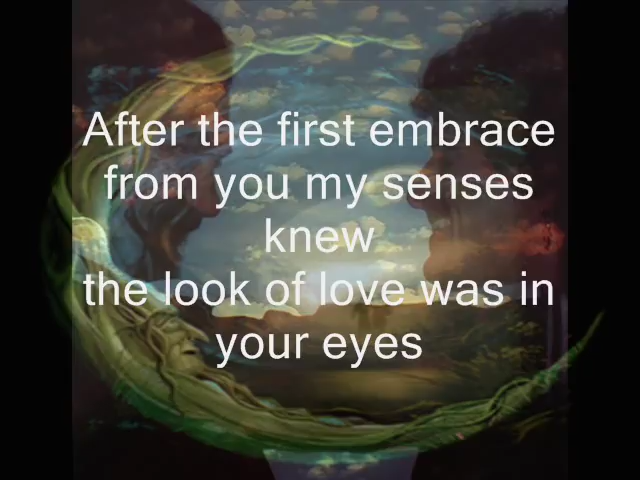 After the first embrace
from you my senses
knew
the look of love was in
your eyes